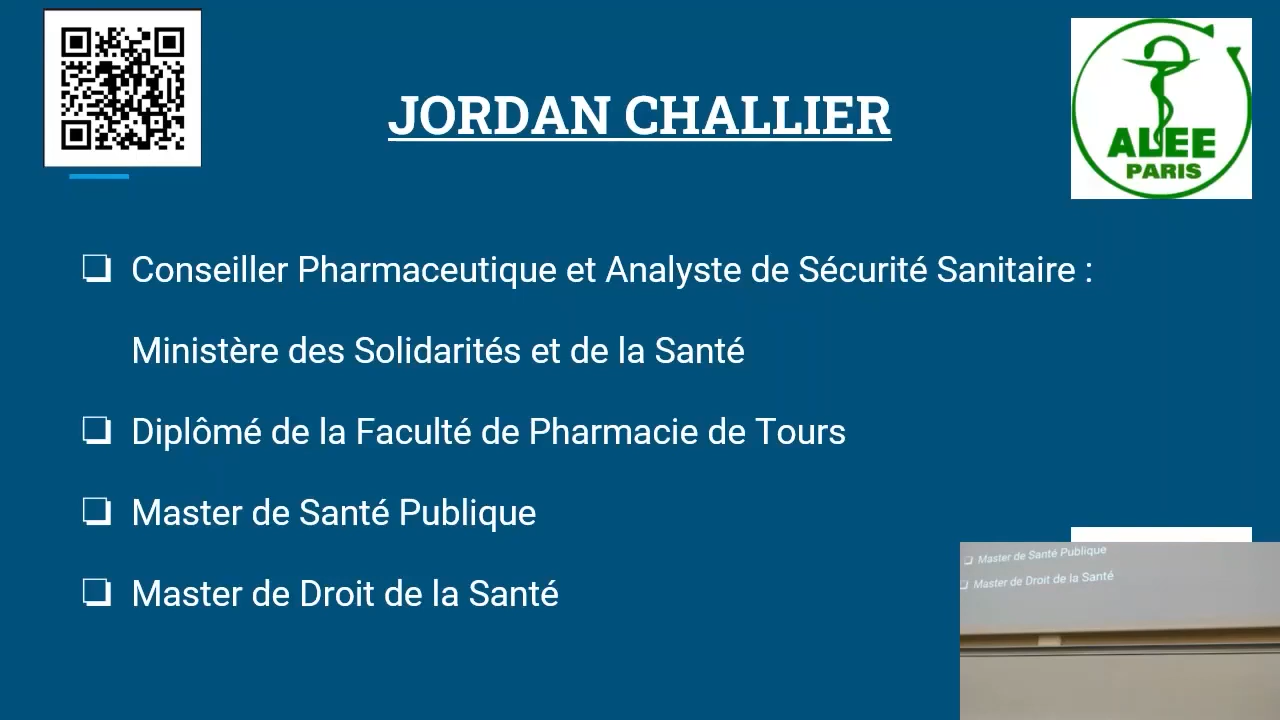 JORDAN CHALLIER
ALEE
PARIS
❏ Conseiller Pharmaceutique et Analyste de Sécurité Sanitaire :
Ministère des Solidarités et de la Santé
❏ Diplômé de la Faculté de Pharmacie de Tours
❏ Master de Santé Publique
❏ Master de Droit de la Santé
❏ Master de Santé Publique
❏ Master de Droit de la Santé